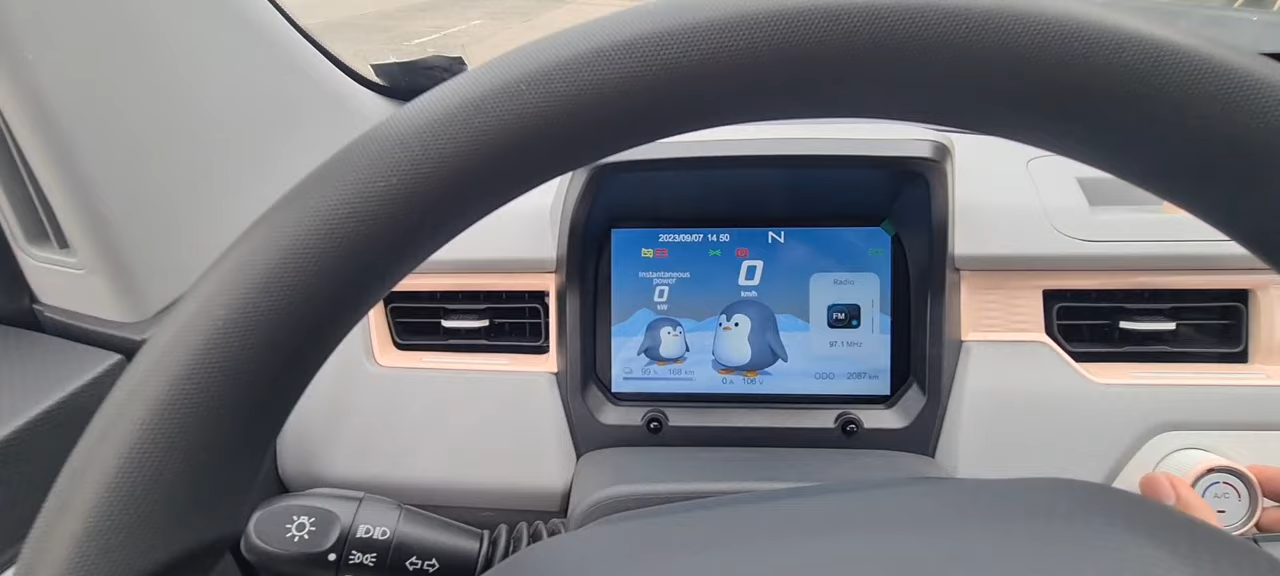 2023/09/07 14 50
N
Instantaneous
power
0
kW
0
km/h
Radio
FM
97.1 MHz
99 %
168 km
0 A
106 V
ODO
2087 km
A/C